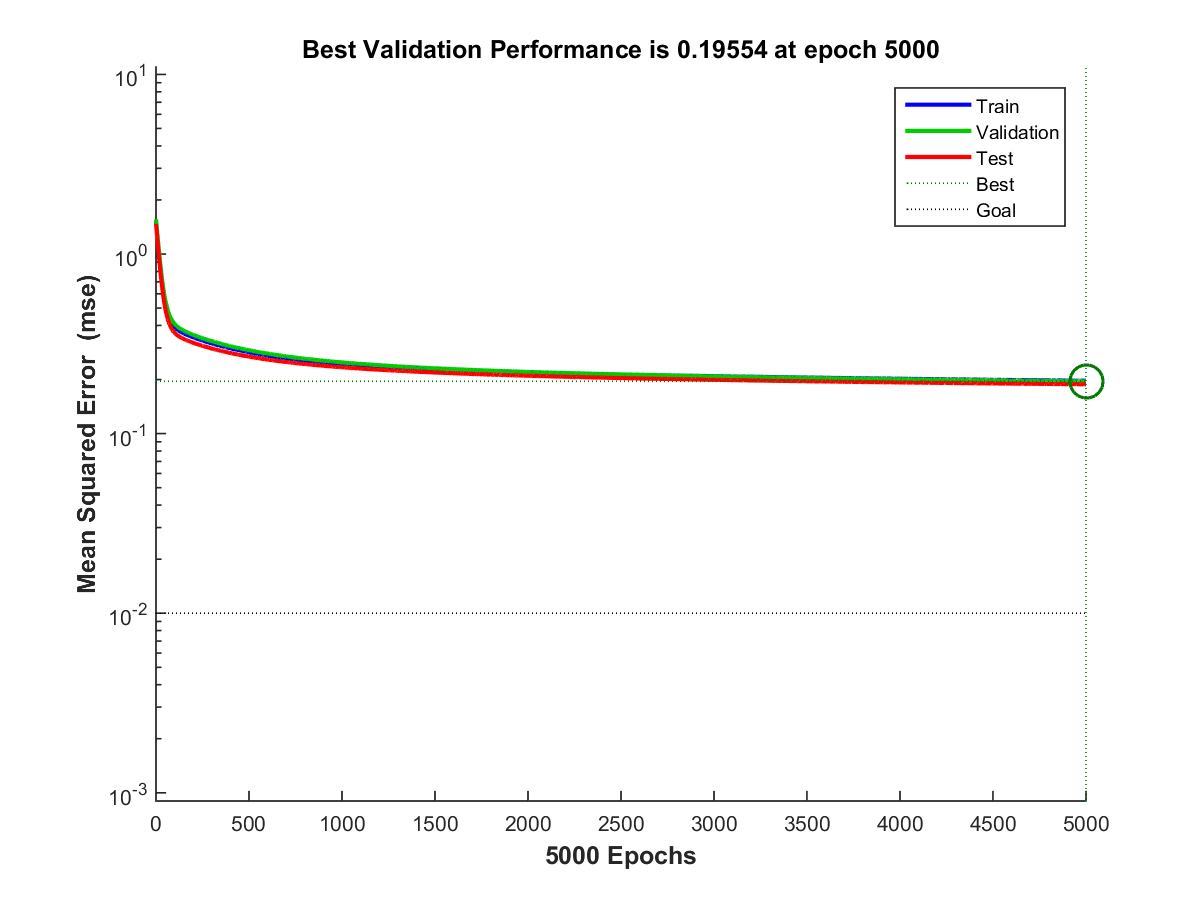 Best Validation Performance is 0.19554 at epoch 5000
10^1
10^0
10^-1
10^-2
10^-3
Mean Squared Error (mse)
Train
Validation
Test
Best
Goal
0 500 1000 1500 2000 2500 3000 3500 4000 4500 5000
5000 Epochs